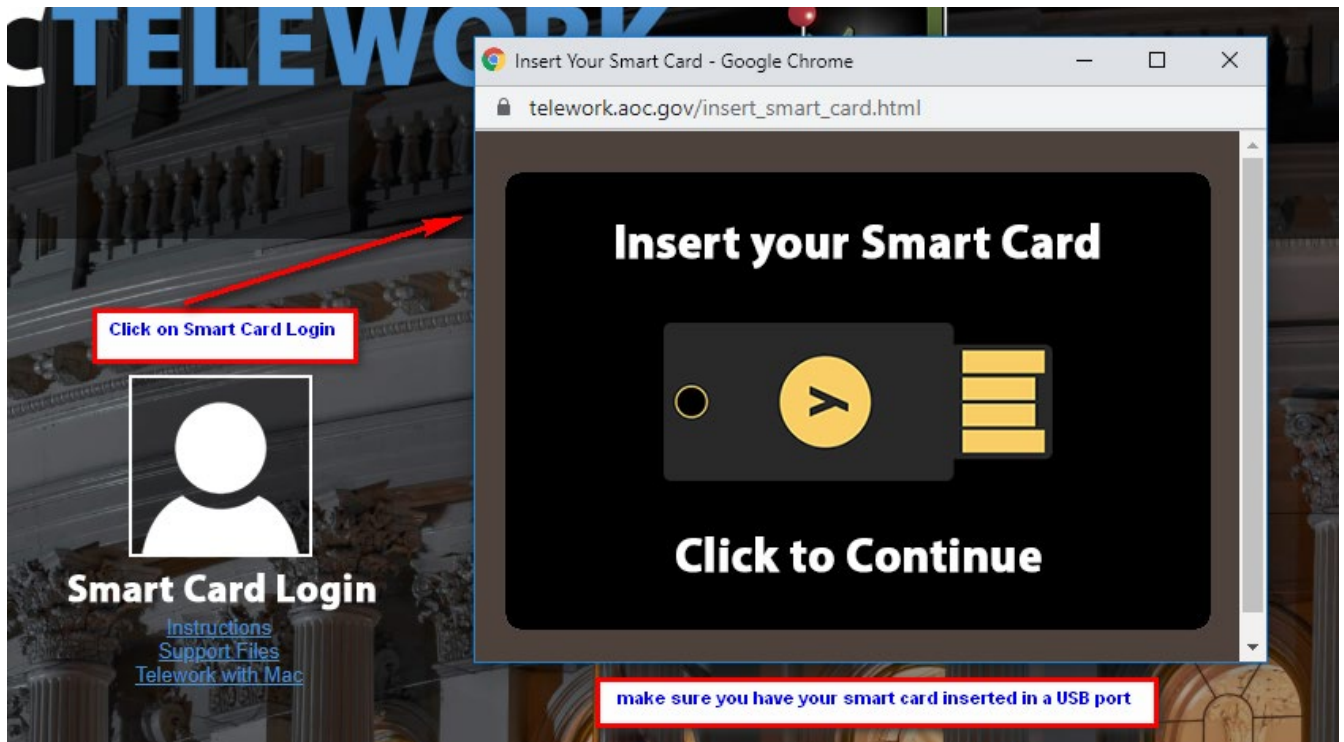 CTELEWORK
Insert Your Smart Card - Google Chrome
telework.aoc.gov/insert_smart_card.html
Insert your Smart Card
y
Click to Continue
Click on Smart Card Login
Smart Card Login
Instructions
Support Files
Telework with Mac
make sure you have your smart card inserted in a USB port